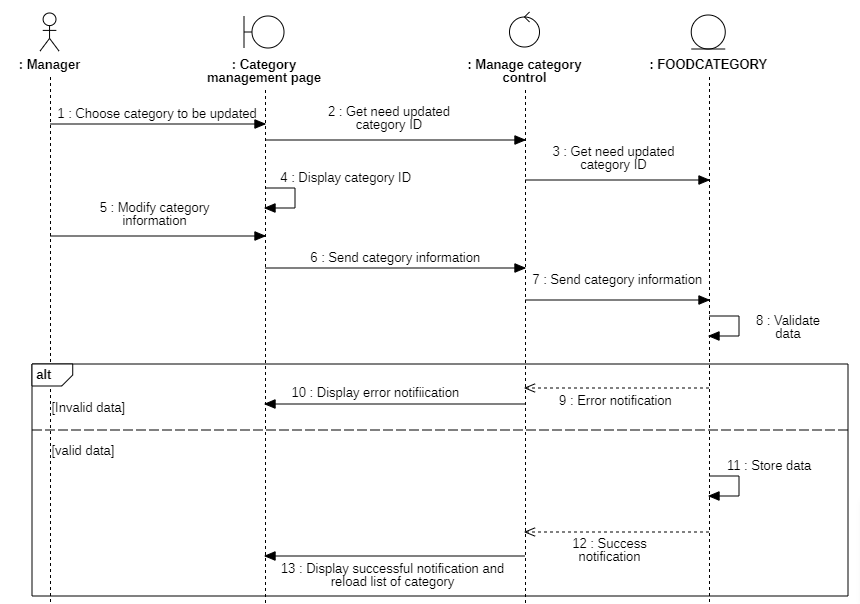 : Manager
: Category
management page
: Manage category
control
: FOODCATEGORY
1 : Choose category to be updated
2 : Get need updated
category ID
3 : Get need updated
category ID
4 : Display category ID
5 : Modify category
information
6 : Send category information
7 : Send category information
8 : Validate
data
alt
10 : Display error notifiication
9 : Error notification
[Invalid data]
[valid data]
11 : Store data
12 : Success
notification
13 : Display successful notification and
reload list of category